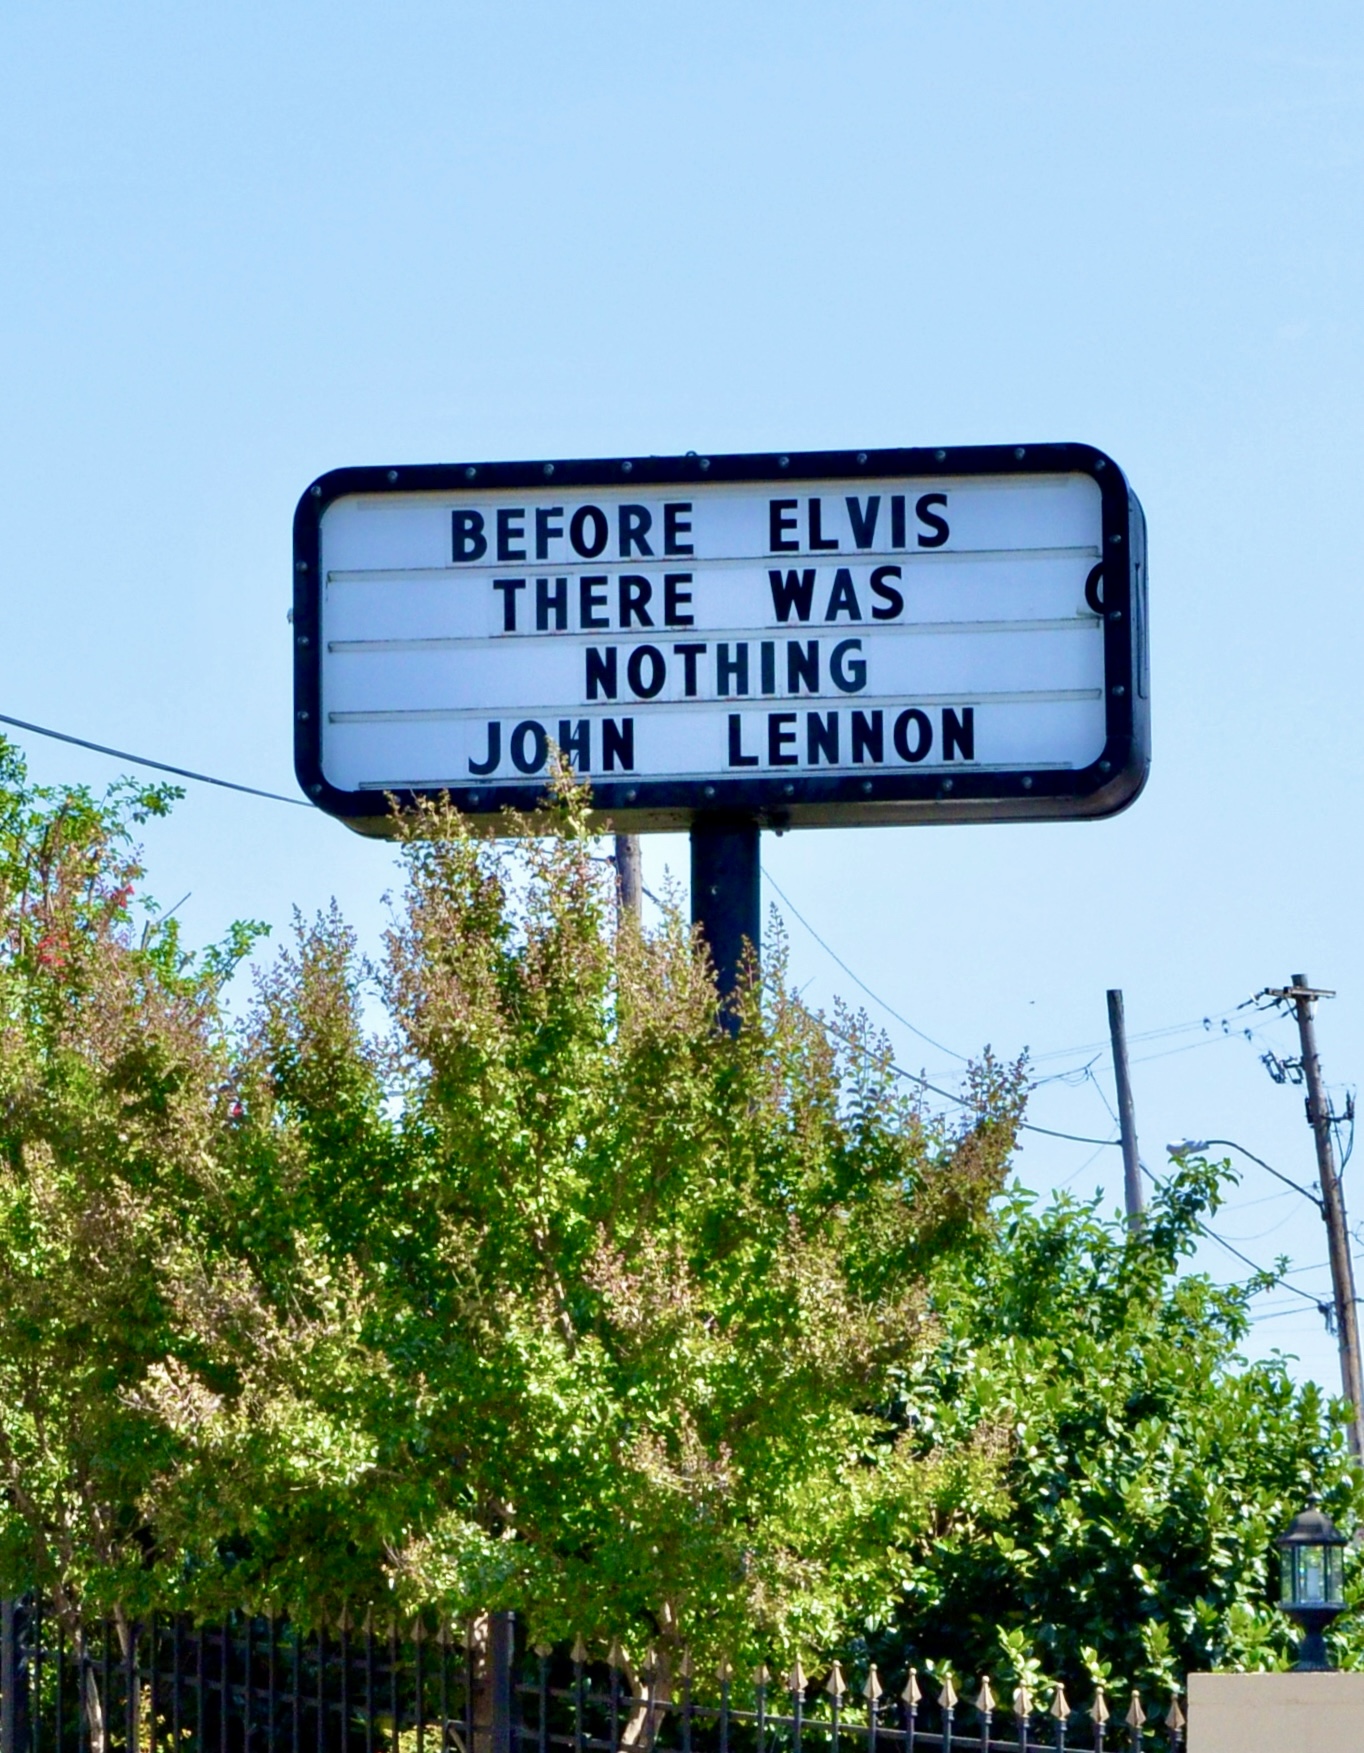 BEFORE ELVIS
THERE WAS
NOTHING
JOHN LENNON